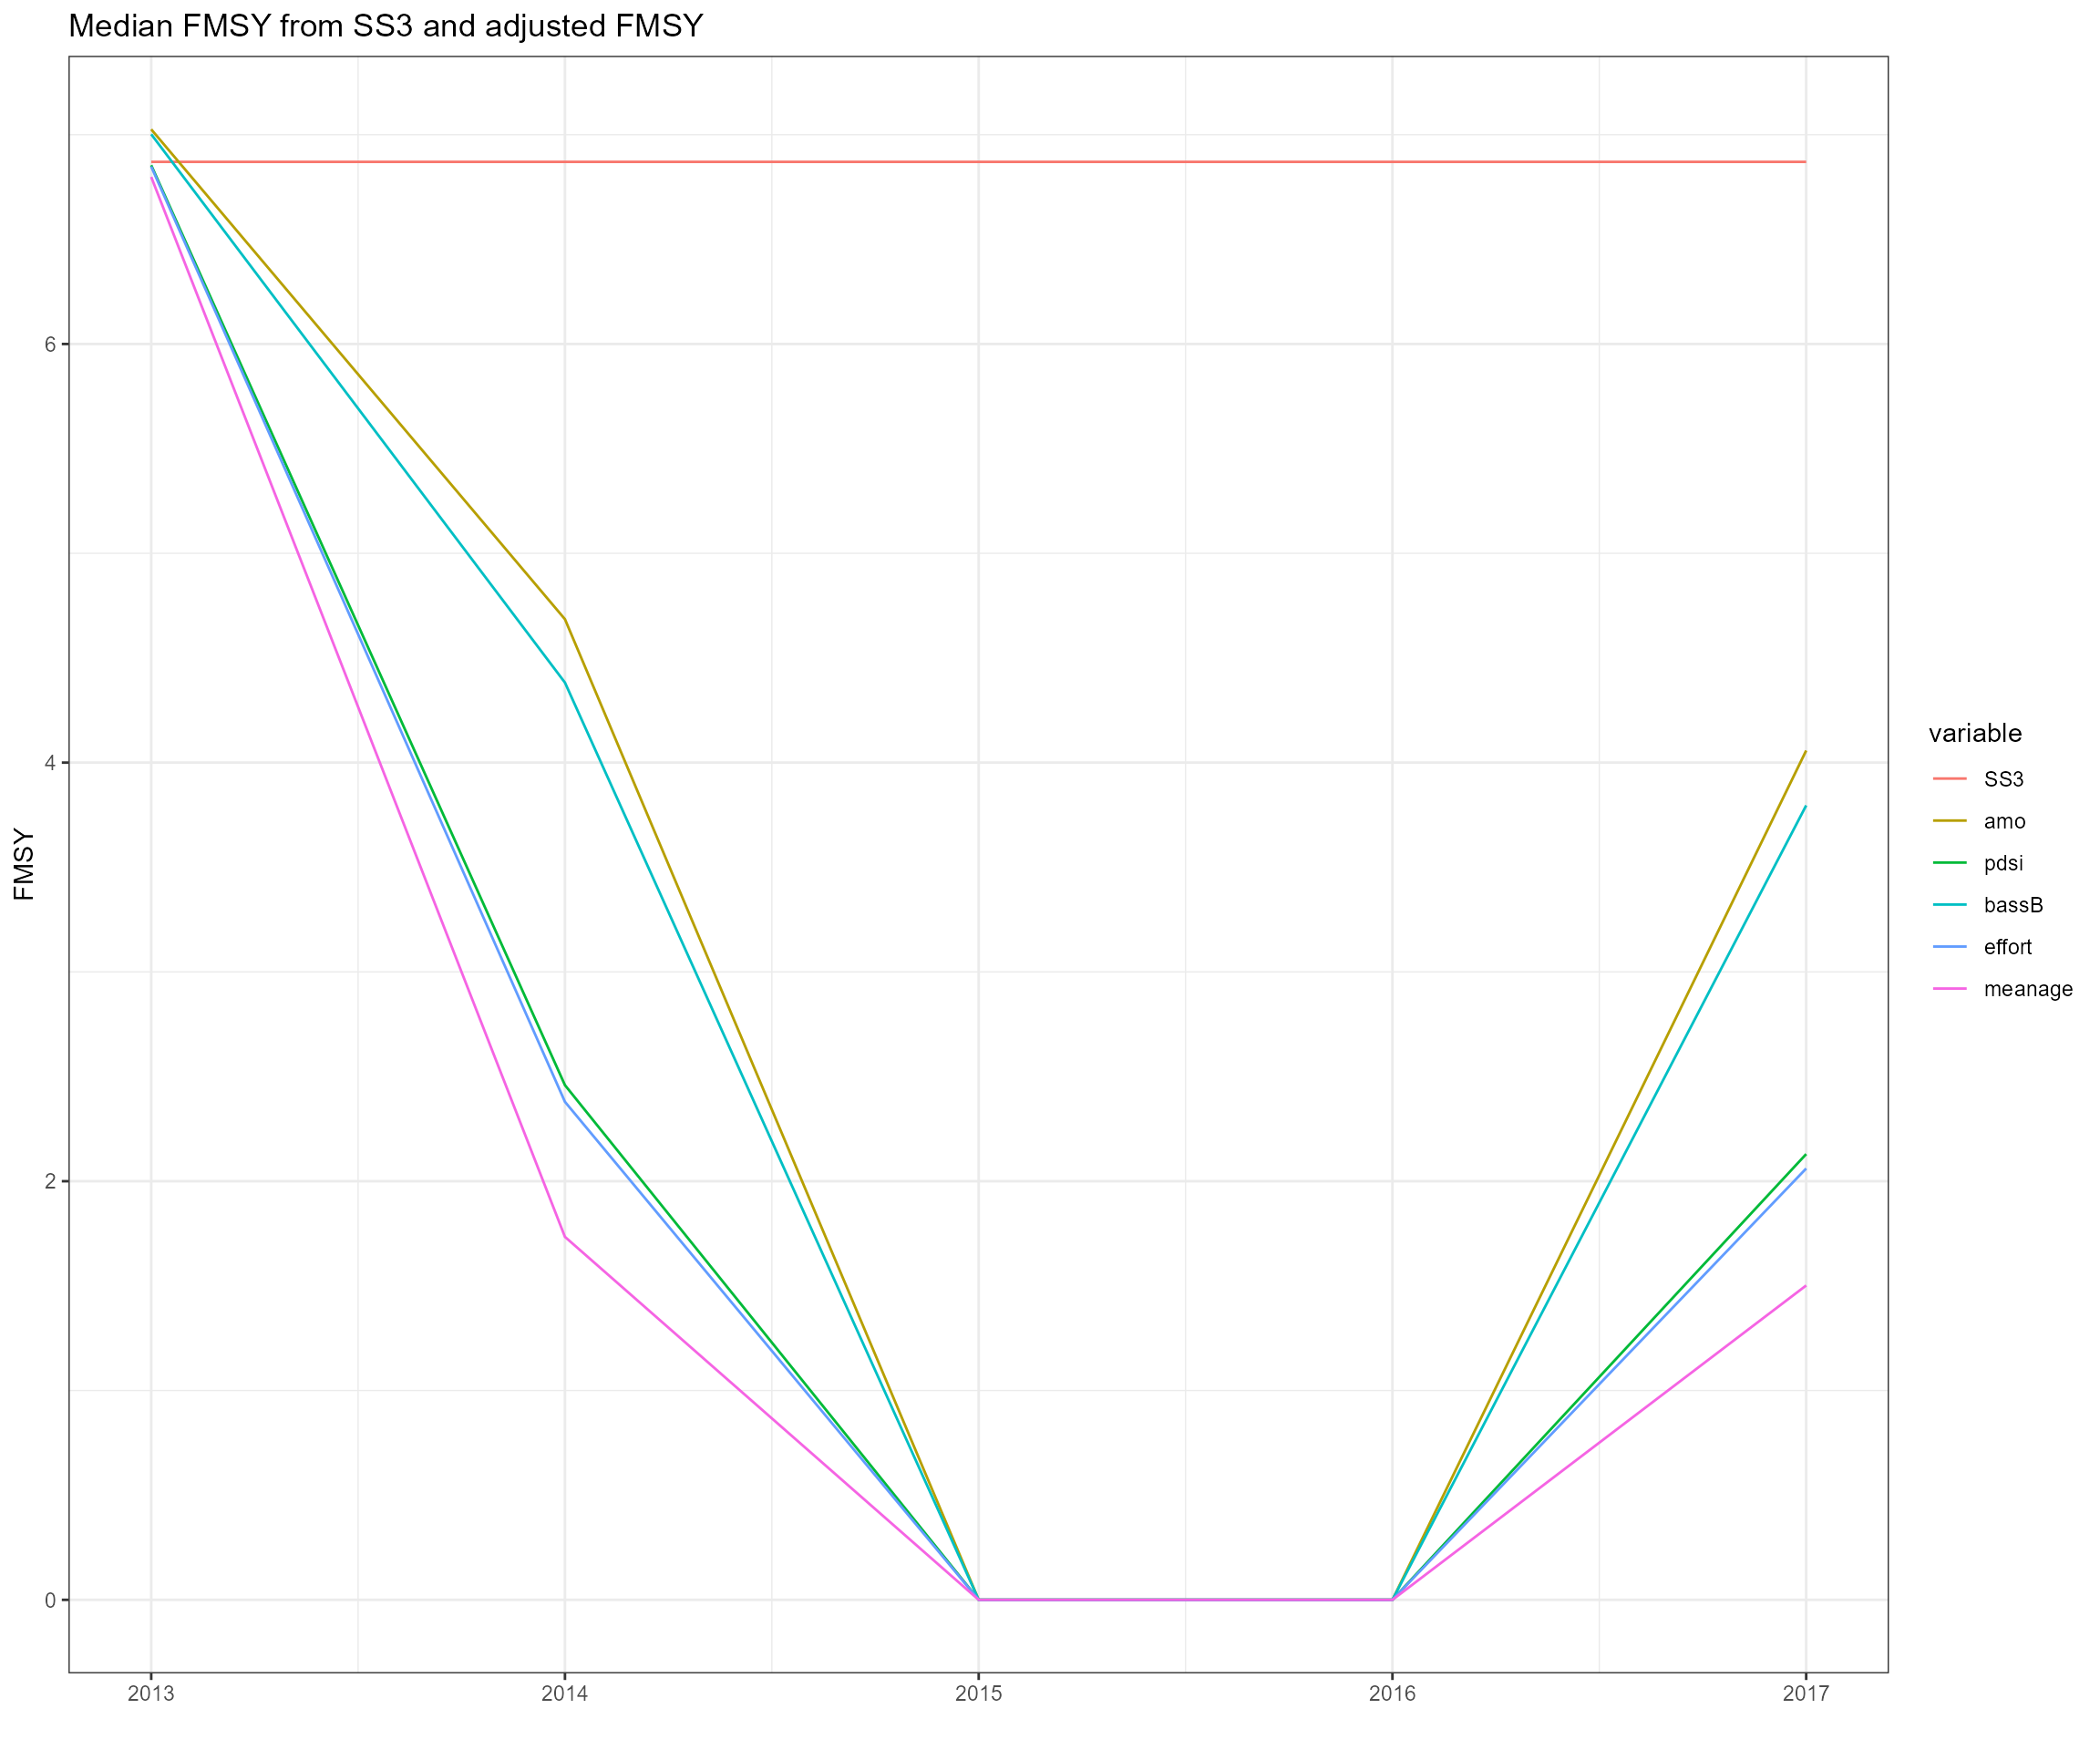 Median FMSY from SS3 and adjusted FMSY
FMSY
6
4
2
0
2013
2014
2015
2016
2017
variable
SS3
amo
pdsi
bassB
effort
meanage